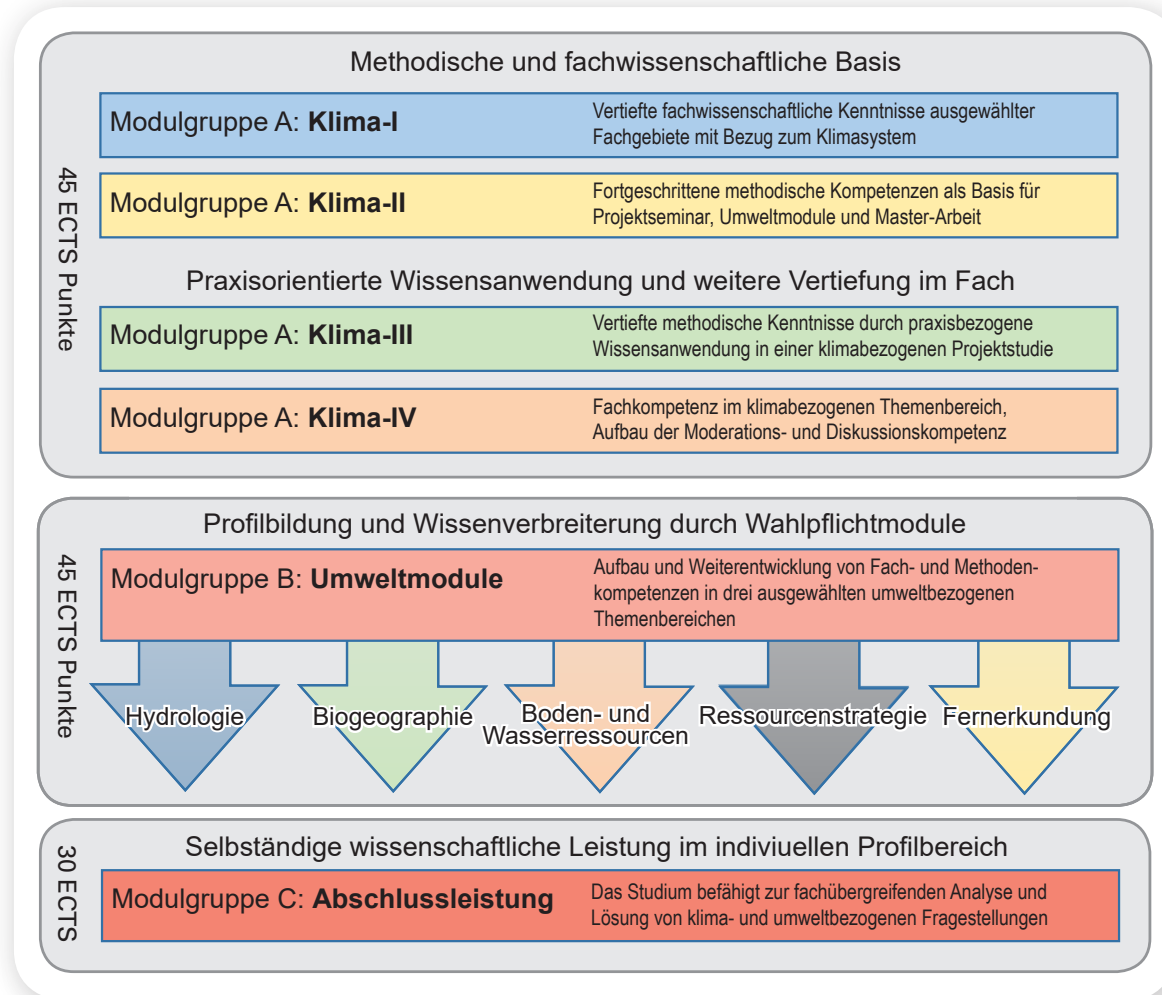 Methodische und fachwissenschaftliche Basis
45 ECTS Punkte
Modulgruppe A: Klima-I
Vertiefte fachwissenschaftliche Kenntnisse ausgewählter
Fachgebiete mit Bezug zum Klimasystem
Modulgruppe A: Klima-II
Fortgeschrittene methodische Kompetenzen als Basis für
Projektseminar, Umweltmodule und Master-Arbeit
Praxisorientierte Wissensanwendung und weitere Vertiefung im Fach
Modulgruppe A: Klima-III
Vertiefte methodische Kenntnisse durch praxisbezogene
Wissensanwendung in einer klimabezogenen Projektstudie
Modulgruppe A: Klima-IV
Fachkompetenz im klimabezogenen Themenbereich,
Aufbau der Moderations- und Diskussionskompetenz
Profilbildung und Wissenverbreiterung durch Wahlpflichtmodule
45 ECTS Punkte
Modulgruppe B: Umweltmodule
Aufbau und Weiterentwicklung von Fach- und Methoden-
kompetenzen in drei ausgewählten umweltbezogenen
Themenbereichen
Hydrologie
Biogeographie
Boden- und
Wasserressourcen
Ressourcenstrategie
Fernerkundung
Selbständige wissenschaftliche Leistung im indiviuellen Profilbereich
30 ECTS
Modulgruppe C: Abschlussleistung
Das Studium befähigt zur fachübergreifenden Analyse und
Lösung von klima- und umweltbezogenen Fragestellungen